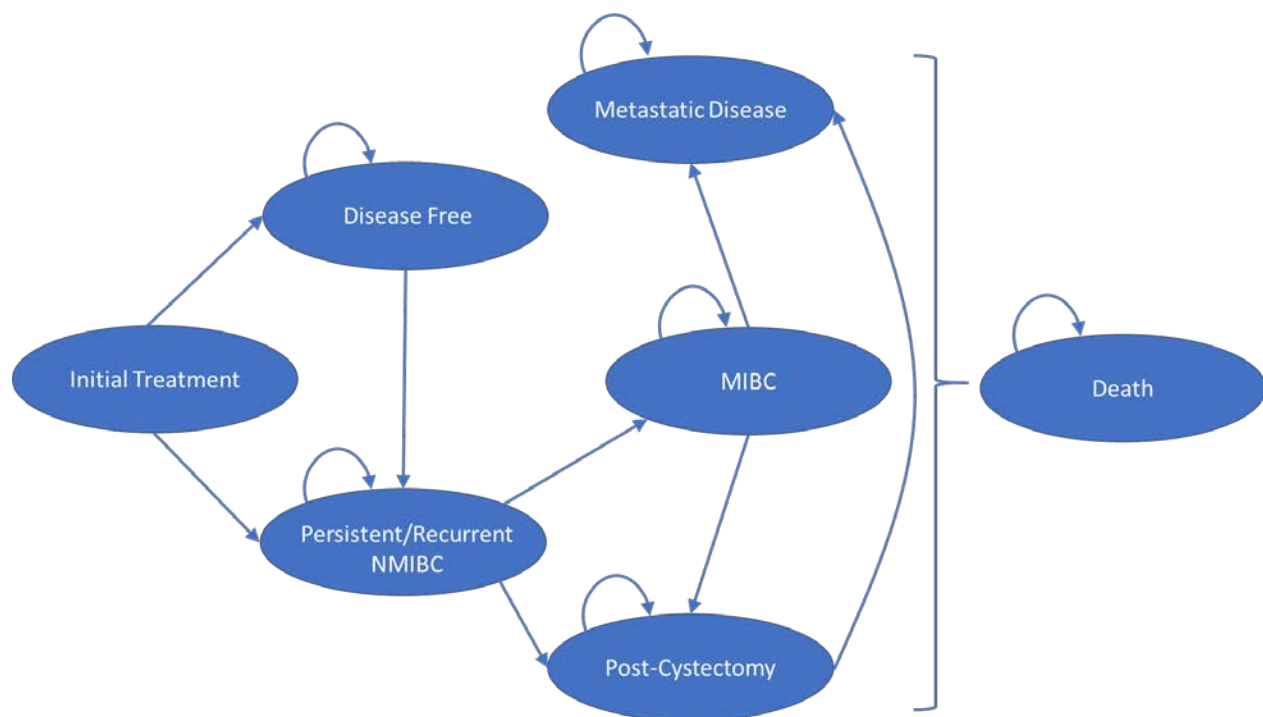 Metastatic Disease
Disease Free
Initial Treatment
MIBC
Death
Persistent/Recurrent
NMIBC
Post-Cystectomy